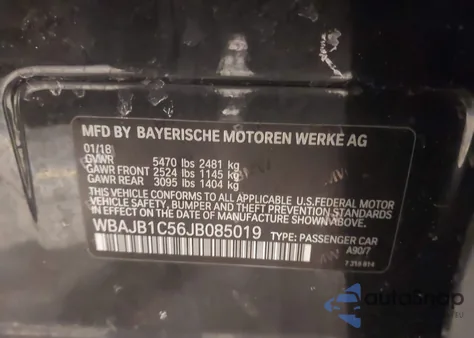 MFD BY BAYERISCHE MOTOREN WERKE AG
01/18
GVWR 5470 lbs 2481 kg
GAWR FRONT 2524 lbs 1145 kg
GAWR REAR 3095 lbs 1404 kg
THIS VEHICLE CONFORMS TO ALL APPLICABLE U.S.FEDERAL MOTOR
VEHICLE SAFETY, BUMPER, AND THEFT PREVENTION STANDARDS
IN EFFECT ON THE DATE OF MANUFACTURE SHOWN ABOVE.
WBAJB1C56JB085019 TYPE: PASSENGER CAR
A90/7
autoSnap